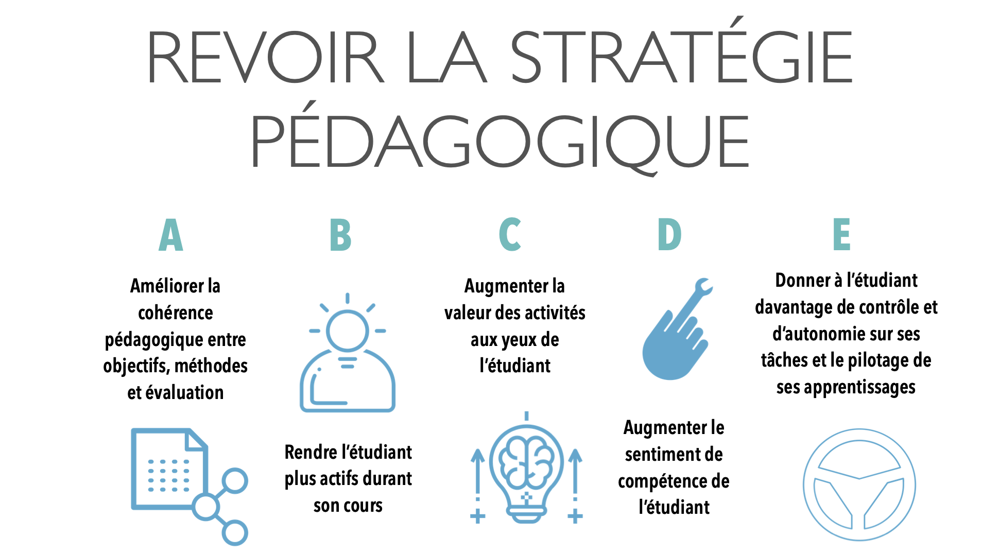 REVOIR LA STRATÉGIE
PÉDAGOGIQUE
A
Améliorer la
cohérence
pédagogique entre
objectifs, méthodes
et évaluation
B
Rendre l’étudiant
plus actifs durant
son cours
C
Augmenter la
valeur des activités
aux yeux de
l’étudiant
D
Augmenter le
sentiment de
compétence de
l’étudiant
E
Donner à l’étudiant
davantage de contrôle et
d’autonomie sur ses
tâches et le pilotage de
ses apprentissages